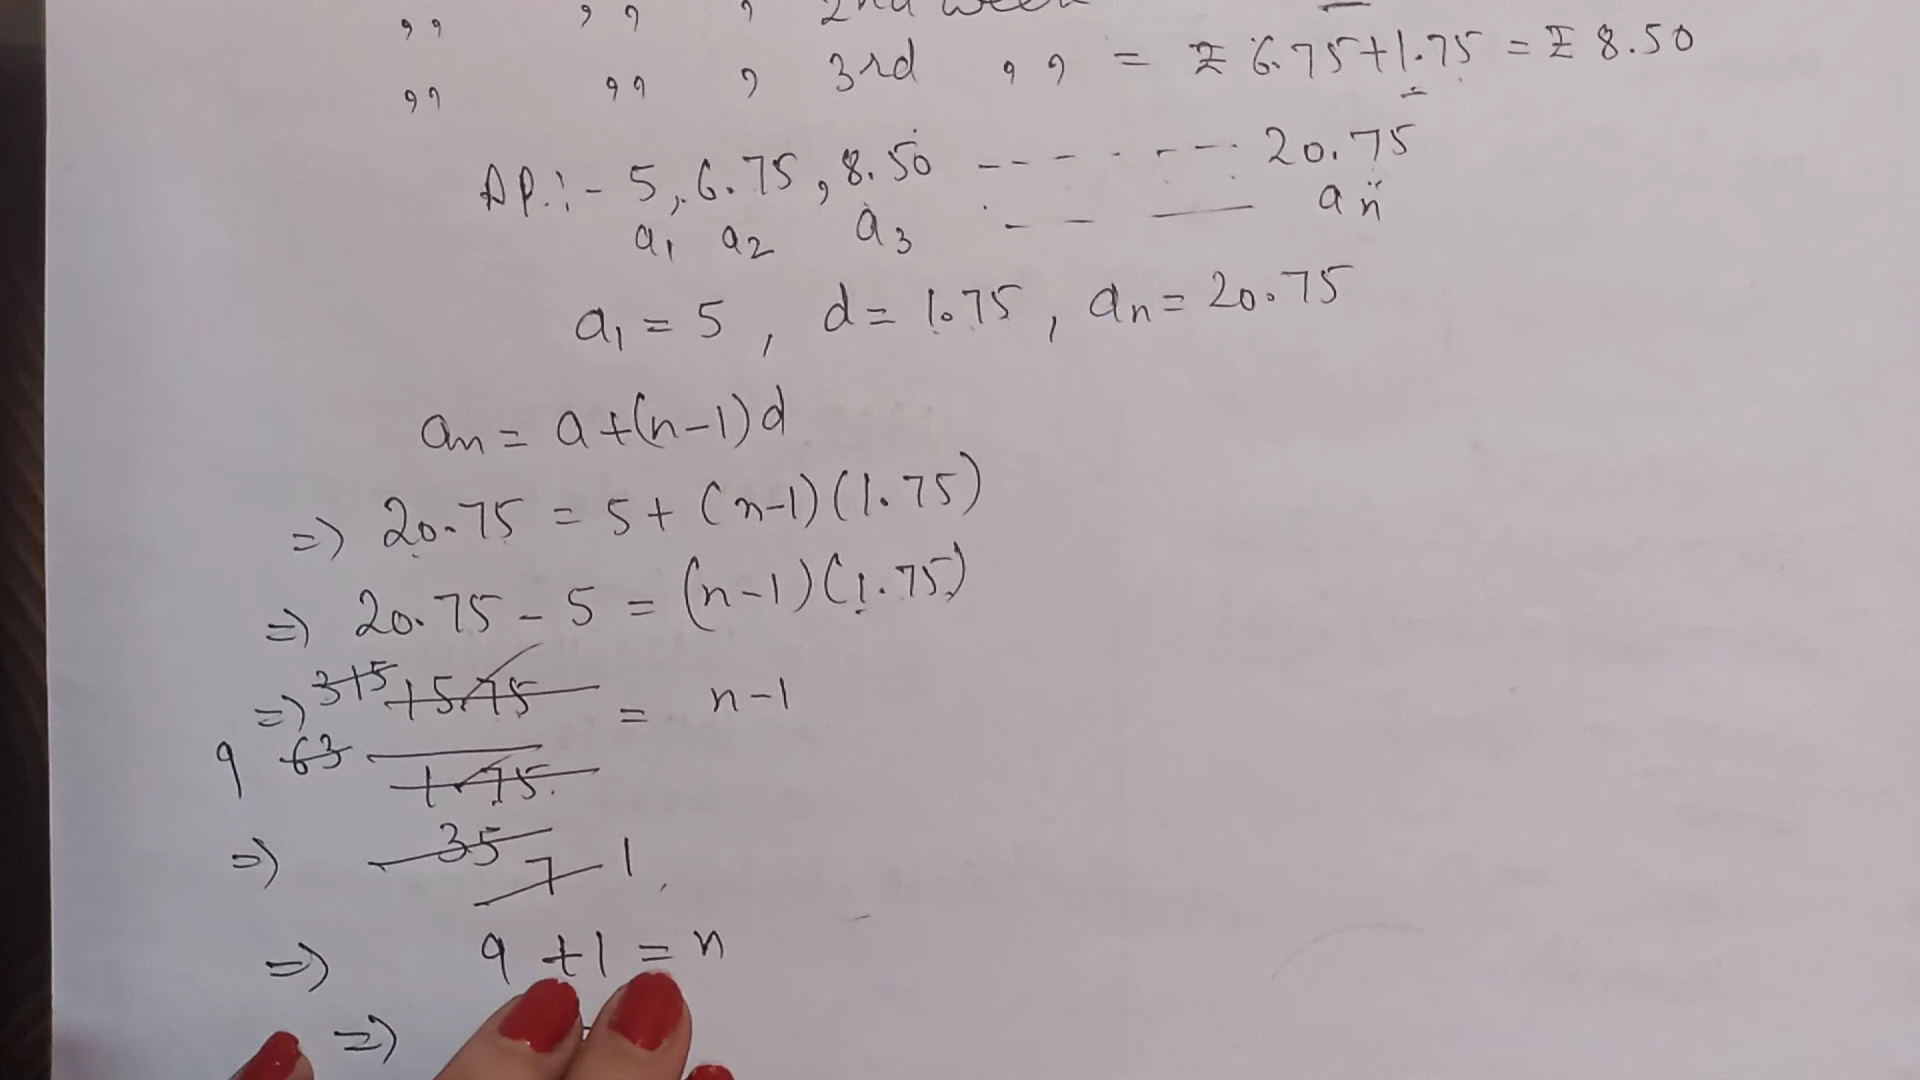 ,, ,, , 2nd week
,, ,, , 3rd ,, = ₹ 6.75+1.75 = ₹ 8.50
AP.:- 5, 6.75, 8.50 ------- 20.75
a1 a2 a3 - - — an
a1 = 5, d = 1.75, an = 20.75
an = a+(n-1)d
=) 20.75 = 5+ (n-1)(1.75)
=) 20.75 - 5 = (n-1)(1.75)
=) 315 15.75 = n-1
9 63
1.75
=) 35 7 1
=) 9 +1 = n
=)